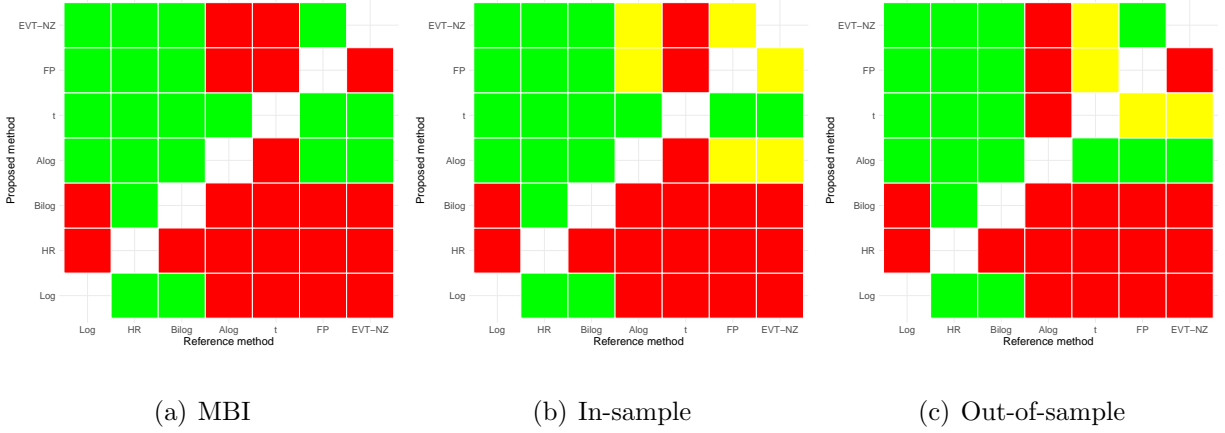 EVT−NZ
FP
t
Alog
Bilog
HR
Log
Proposed method
Log HR Bilog Alog t FP EVT−NZ
Reference method
(a) MBI
EVT−NZ
FP
t
Alog
Bilog
HR
Log
Proposed method
Log HR Bilog Alog t FP EVT−NZ
Reference method
(b) In-sample
EVT−NZ
FP
t
Alog
Bilog
HR
Log
Proposed method
Log HR Bilog Alog t FP EVT−NZ
Reference method
(c) Out-of-sample